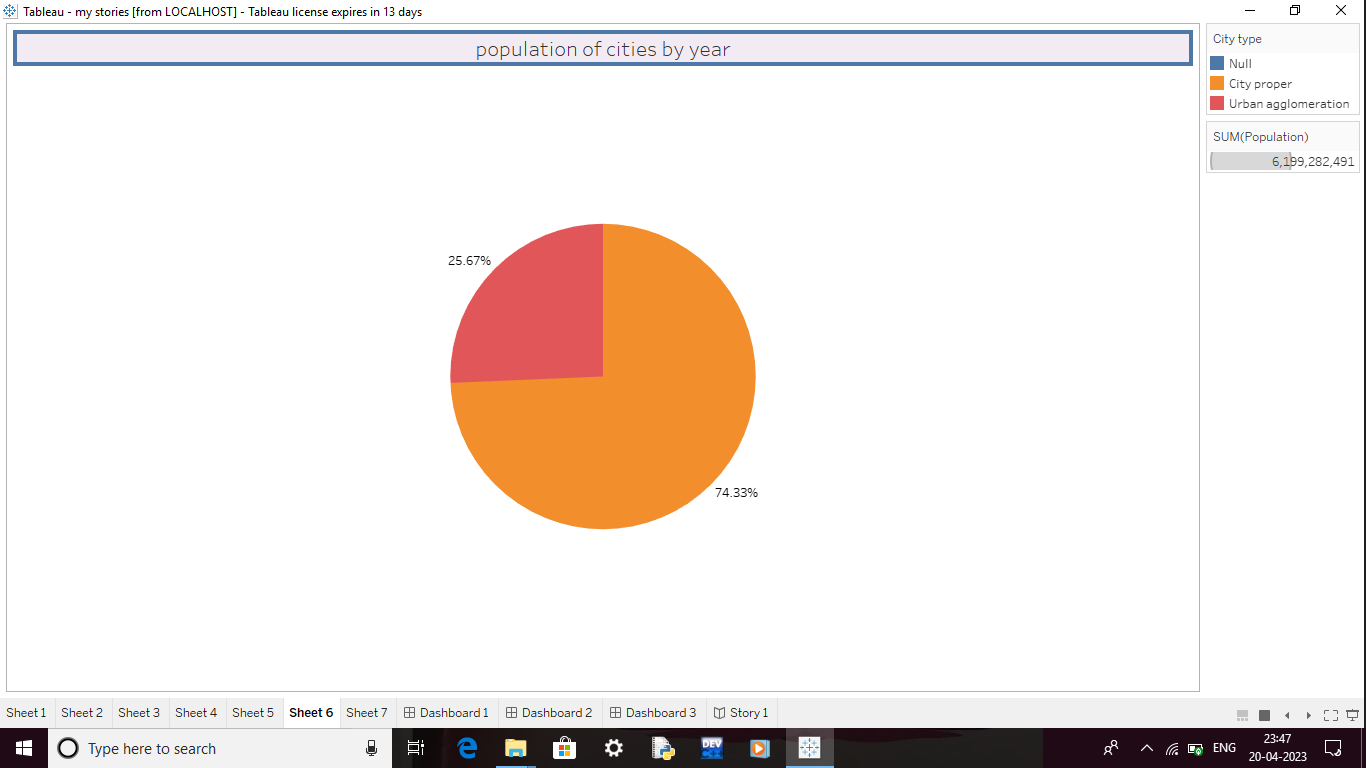 Tableau - my stories [from LOCALHOST] - Tableau license expires in 13 days
population of cities by year
City type
Null
City proper
Urban agglomeration
SUM(Population)
6,199,282,491
25.67%
74.33%
Sheet 1 Sheet 2 Sheet 3 Sheet 4 Sheet 5 Sheet 6 Sheet 7 Dashboard 1 Dashboard 2 Dashboard 3 Story 1
Type here to search
DEV
ENG
23:47
20-04-2023